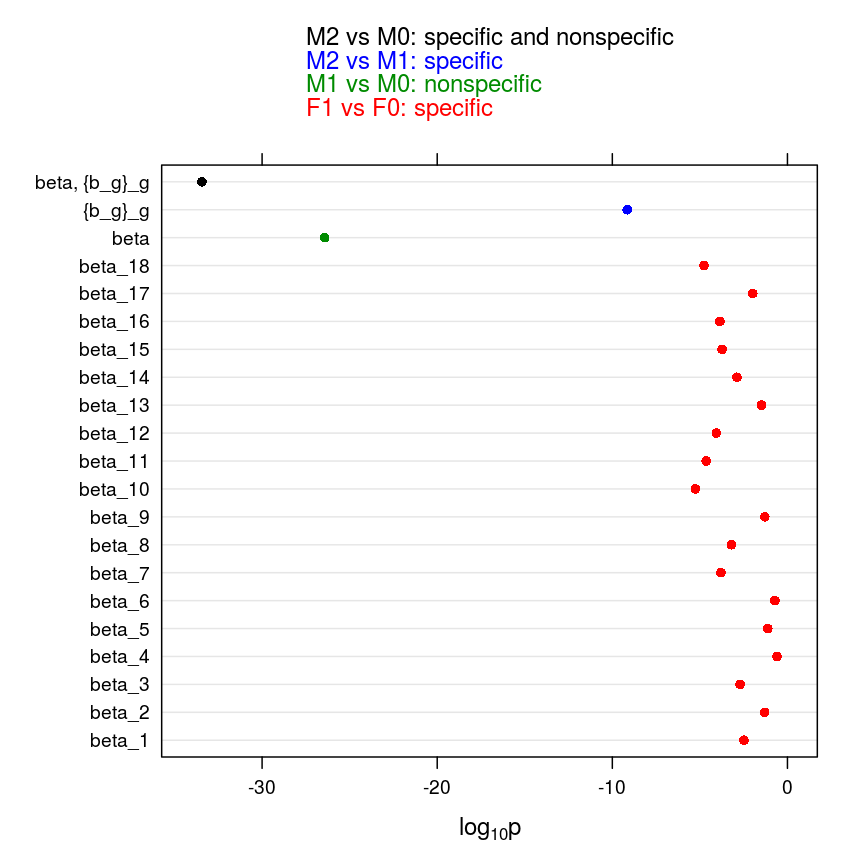 M2 vs M0: specific and nonspecific
M2 vs M1: specific
M1 vs M0: nonspecific
F1 vs F0: specific
beta, {b_g}_g
{b_g}_g
beta
beta_18
beta_17
beta_16
beta_15
beta_14
beta_13
beta_12
beta_11
beta_10
beta_9
beta_8
beta_7
beta_6
beta_5
beta_4
beta_3
beta_2
beta_1
-30 -20 -10 0
log₁₀p